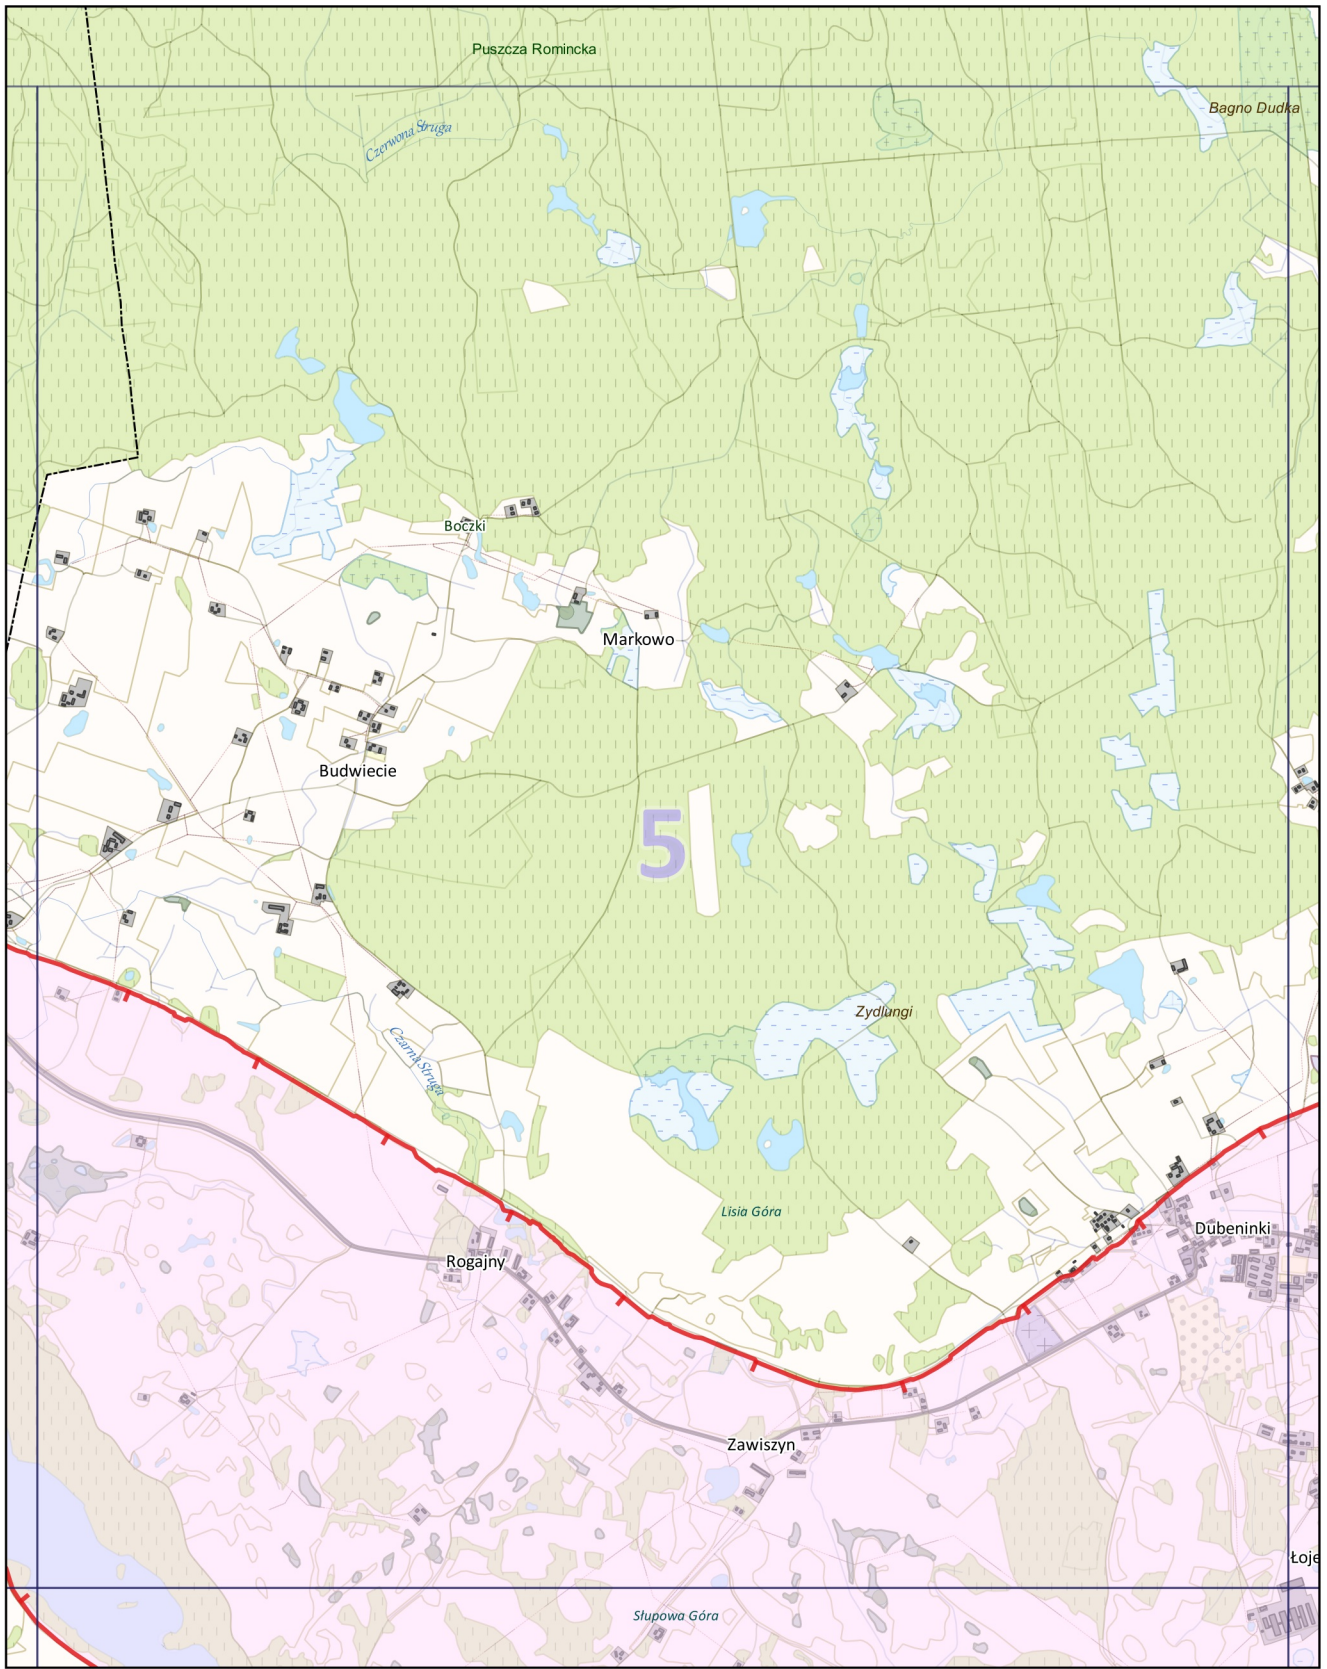 Puszcza Romincka
Bagno Dudka
Czerwona Struga
Boczki
Markowo
Budwiecie
5
Zydlungi
Czarna Struga
Lisia Góra
Dubeninki
Rogajny
Zawiszyn
Łoje
Słupowa Góra